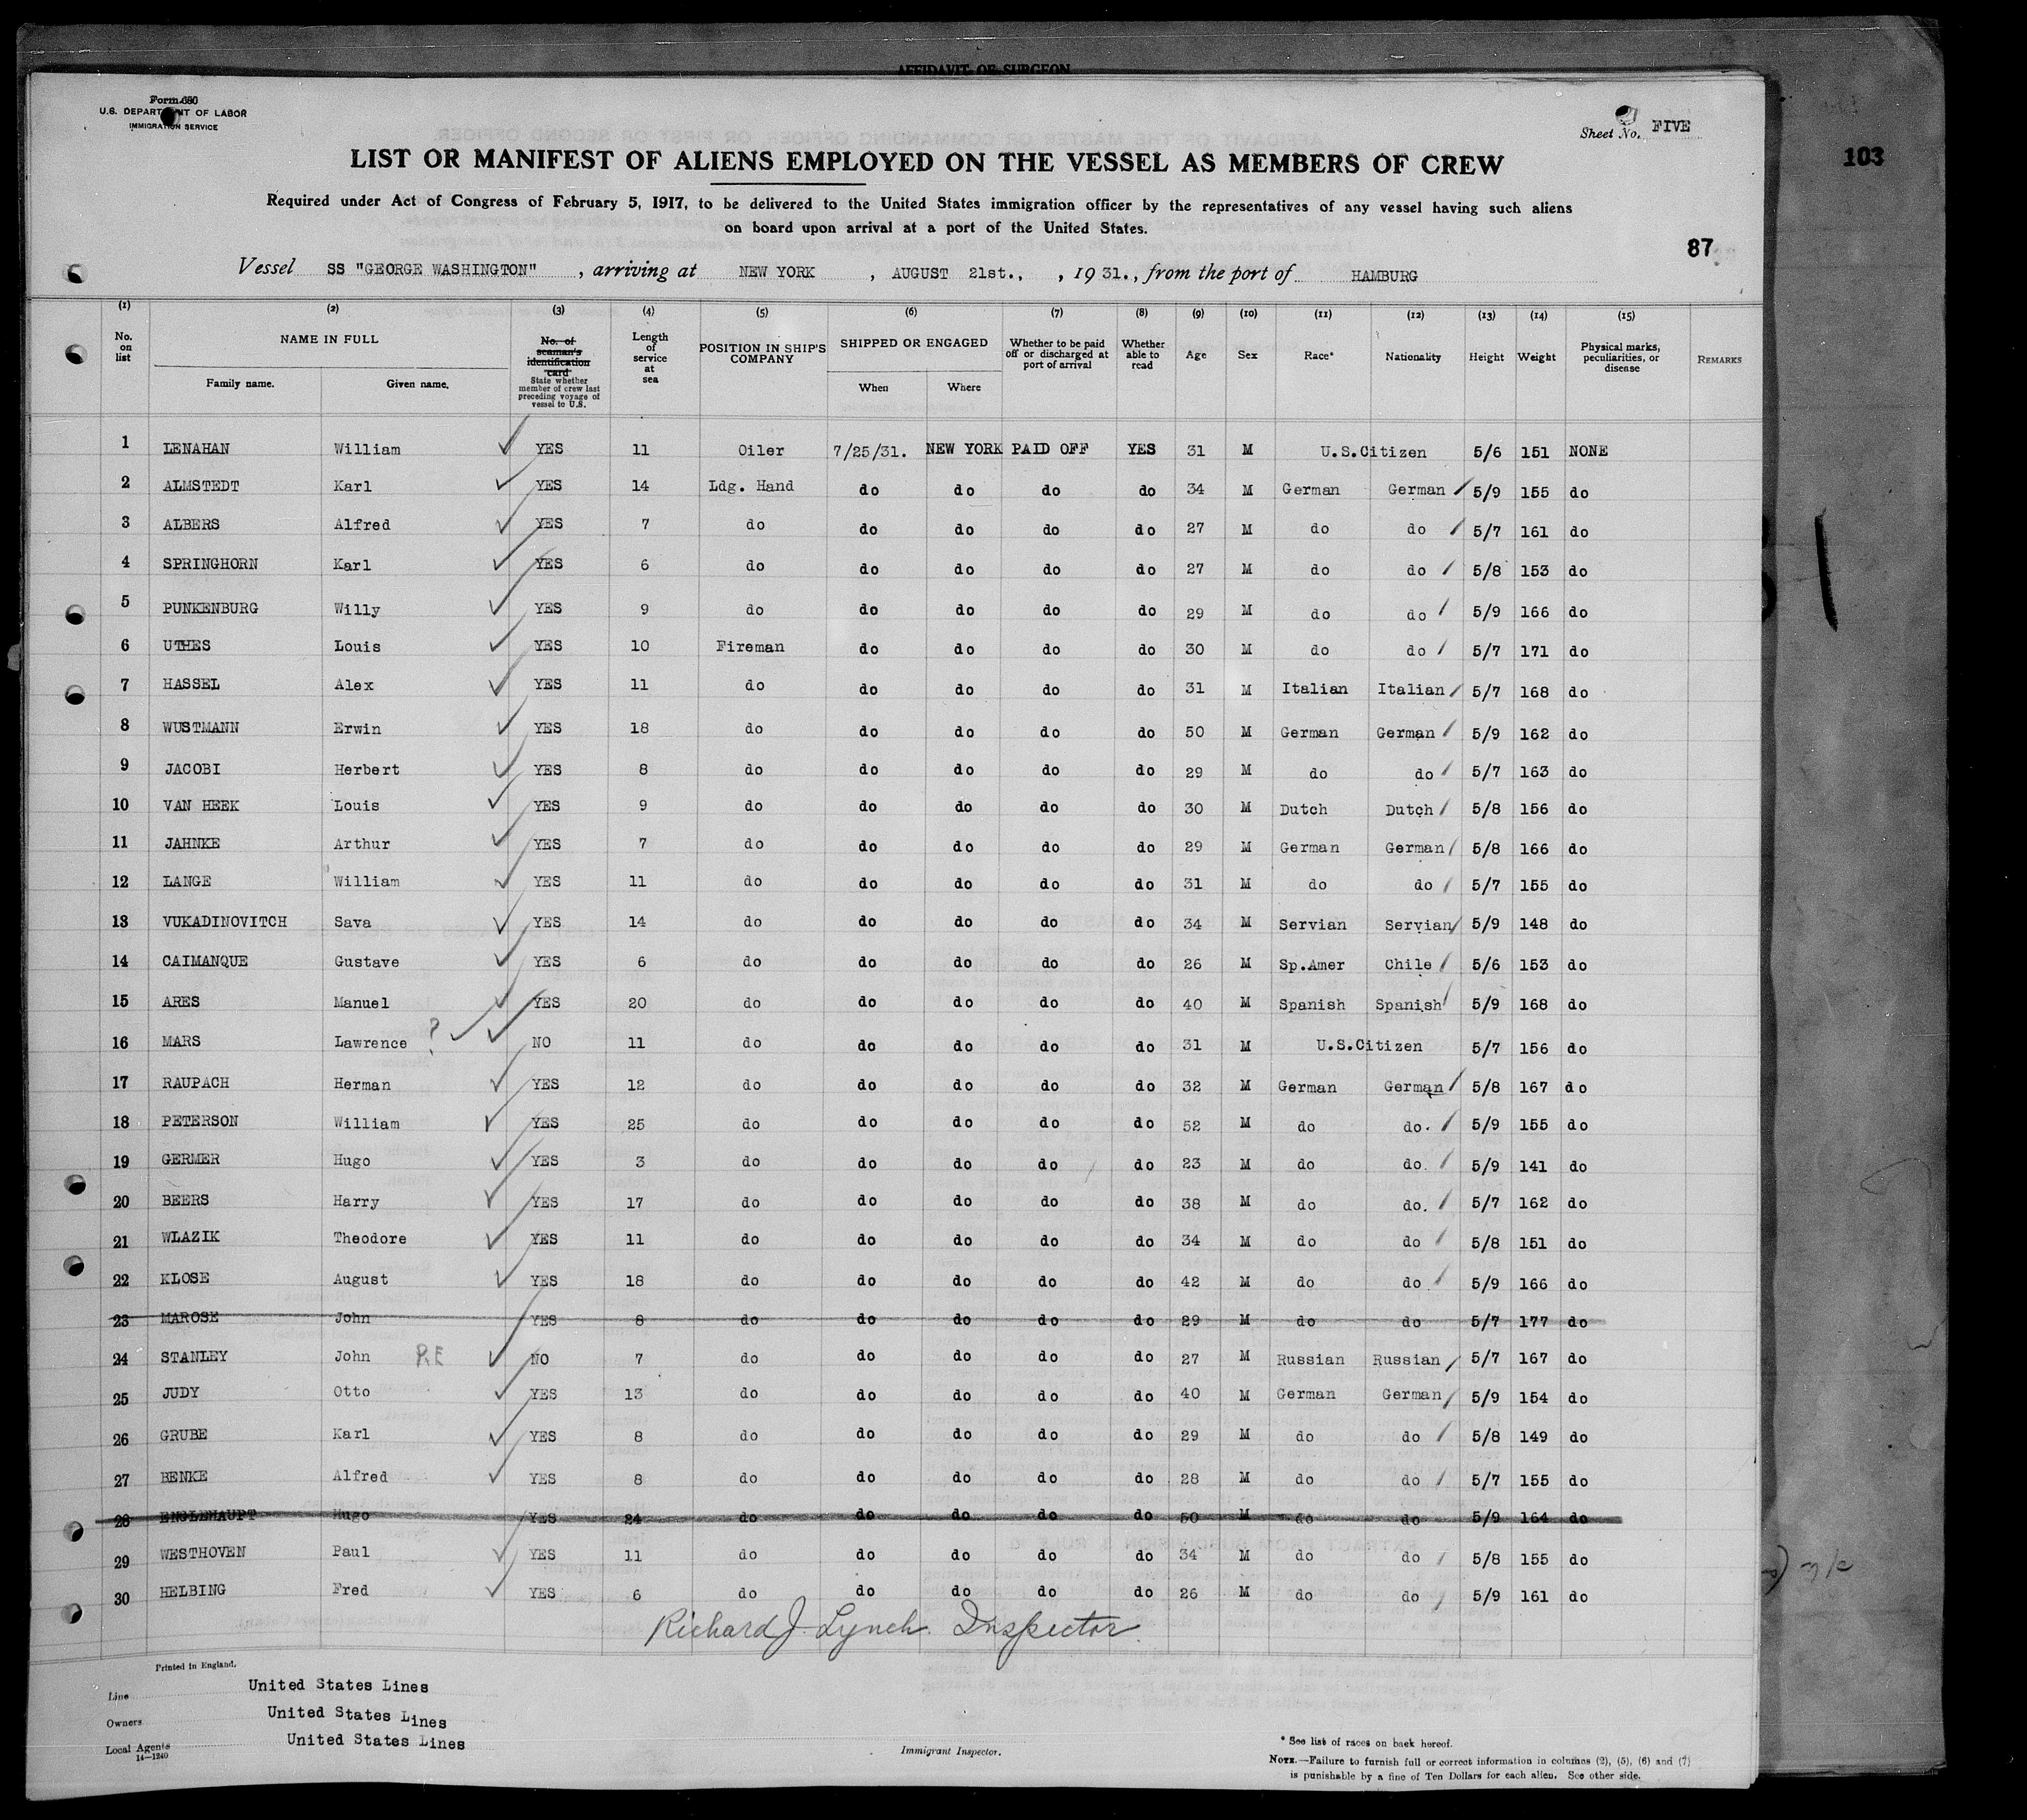 AFFIDAVIT OF SURGEON
Form 680
U.S. DEPARTMENT OF LABOR
IMMIGRATION SERVICE
Sheet No. FIVE
103
LIST OR MANIFEST OF ALIENS EMPLOYED ON THE VESSEL AS MEMBERS OF CREW
Required under Act of Congress of February 5, 1917, to be delivered to the United States immigration officer by the representatives of any vessel having such aliens
on board upon arrival at a port of the United States.
87
Vessel SS "GEORGE WASHINGTON" , arriving at NEW YORK , AUGUST 21st., , 1931., from the port of HAMBURG
(1) (2) (3) (4) (5) (6) (7) (8) (9) (10) (11) (12) (13) (14) (15)
No. on list NAME IN FULL Family name. Given name. No. of seaman's identification card State whether member of crew last preceding voyage of vessel to U.S. Length of service at sea POSITION IN SHIP'S COMPANY SHIPPED OR ENGAGED When Where Whether to be paid off or discharged at port of arrival Whether able to read Age Sex Race* Nationality Height Weight Physical marks, peculiarities, or disease REMARKS
1 LENAHAN William YES 11 Oiler 7/25/31. NEW YORK PAID OFF YES 31 M U.S.Citizen 5/6 151 NONE
2 ALMSTEDT Karl YES 14 Ldg. Hand do do do do 34 M German German 5/9 155 do
3 ALBERS Alfred YES 7 do do do do do 27 M do do 5/7 161 do
4 SPRINGHORN Karl YES 6 do do do do do 27 M do do 5/8 153 do
5 PUNKENBURG Willy YES 9 do do do do do 29 M do do 5/9 166 do
6 UTHES Louis YES 10 Fireman do do do do 30 M do do 5/7 171 do
7 HASSEL Alex YES 11 do do do do do 31 M Italian Italian 5/7 168 do
8 WUSTMANN Erwin YES 18 do do do do do 50 M German German 5/9 162 do
9 JACOBI Herbert YES 8 do do do do do 29 M do do 5/7 163 do
10 VAN HEEK Louis YES 9 do do do do do 30 M Dutch Dutch 5/8 156 do
11 JAHNKE Arthur YES 7 do do do do do 29 M German German 5/8 166 do
12 LANGE William YES 11 do do do do do 31 M do do 5/7 155 do
13 VUKADINOVITCH Sava YES 14 do do do do do 34 M Servian Servian 5/9 148 do
14 CAIMANQUE Gustave YES 6 do do do do do 26 M Sp.Amer Chile 5/6 153 do
15 ARES Manuel YES 20 do do do do do 40 M Spanish Spanish 5/9 168 do
16 MARS Lawrence ? NO 11 do do do do do 31 M U.S.Citizen 5/7 156 do
17 RAUPACH Herman YES 12 do do do do do 32 M German German 5/8 167 do
18 PETERSON William YES 25 do do do do do 52 M do do. 5/9 155 do
19 GERMER Hugo YES 3 do do do do do 23 M do do. 5/9 141 do
20 BEERS Harry YES 17 do do do do do 38 M do do. 5/7 162 do
21 WLAZIK Theodore YES 11 do do do do do 34 M do do 5/8 151 do
22 KLOSE August YES 18 do do do do do 42 M do do 5/9 166 do
23 MAROSE John YES 8 do do do do do 29 M do do 5/7 177 do
24 STANLEY John RE NO 7 do do do do do 27 M Russian Russian 5/7 167 do
25 JUDY Otto YES 13 do do do do do 40 M German German 5/9 154 do
26 GRUBE Karl YES 8 do do do do do 29 M do do 5/8 149 do
27 BENKE Alfred YES 8 do do do do do 28 M do do 5/7 155 do
28 ENGLEHAUPT Hugo YES 24 do do do do do 50 M do do 5/9 164 do
29 WESTHOVEN Paul YES 11 do do do do do 34 M do do 5/8 155 do
30 HELBING Fred YES 6 do do do do do 26 M do do 5/9 161 do
Richard J. Lynch. Inspector.
Printed in England.
Line United States Lines
Owners United States Lines
Local Agents United States Lines
14—1240
Immigrant Inspector.
* See list of races on back hereof.
NOTE.—Failure to furnish full or correct information in columns (2), (5), (6) and (7)
is punishable by a fine of Ten Dollars for each alien. See other side.